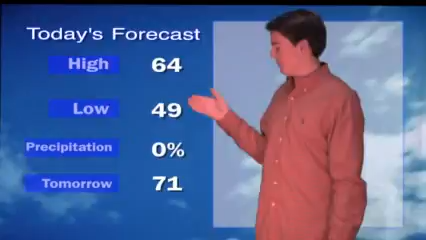 Today's Forecast
High 64
Low 49
Precipitation 0%
Tomorrow 71